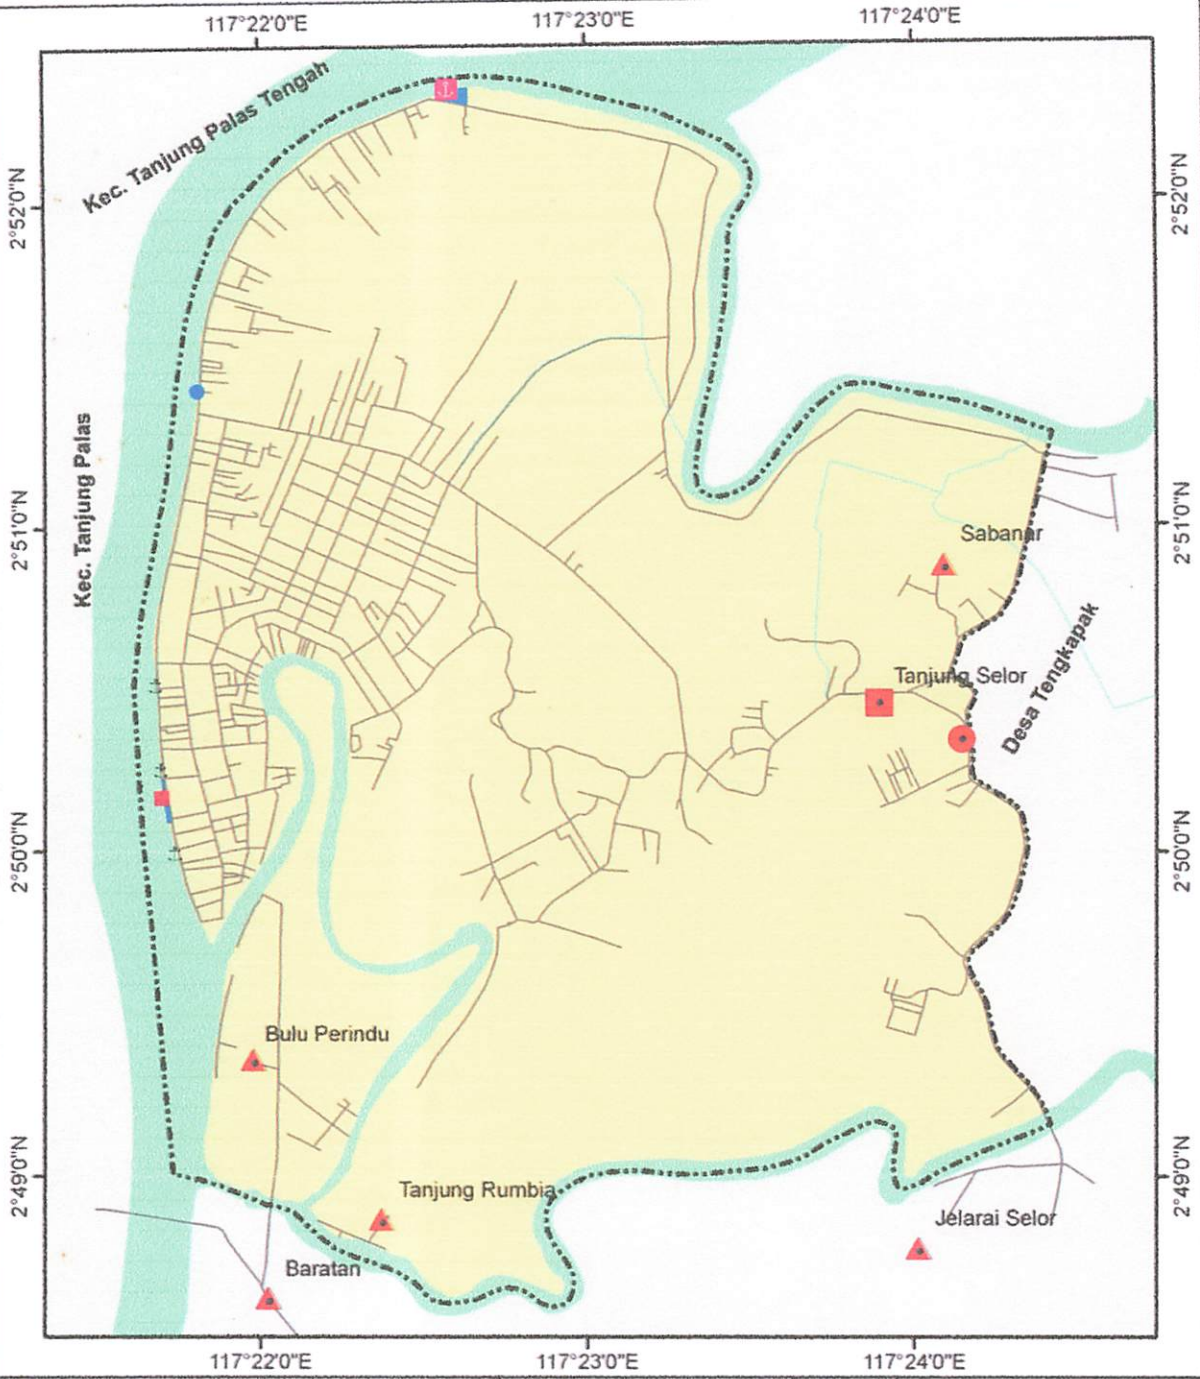 117°22'0"E
117°23'0"E
117°24'0"E
Kec. Tanjung Palas Tengah
2°52'0"N
2°52'0"N
Kec. Tanjung Palas
2°51'0"N
2°51'0"N
Sabanar
Tanjung Selor
Desa Tengkapak
2°50'0"N
2°50'0"N
Bulu Perindu
2°49'0"N
2°49'0"N
Tanjung Rumbia
Jelarai Selor
Baratan
117°22'0"E
117°23'0"E
117°24'0"E